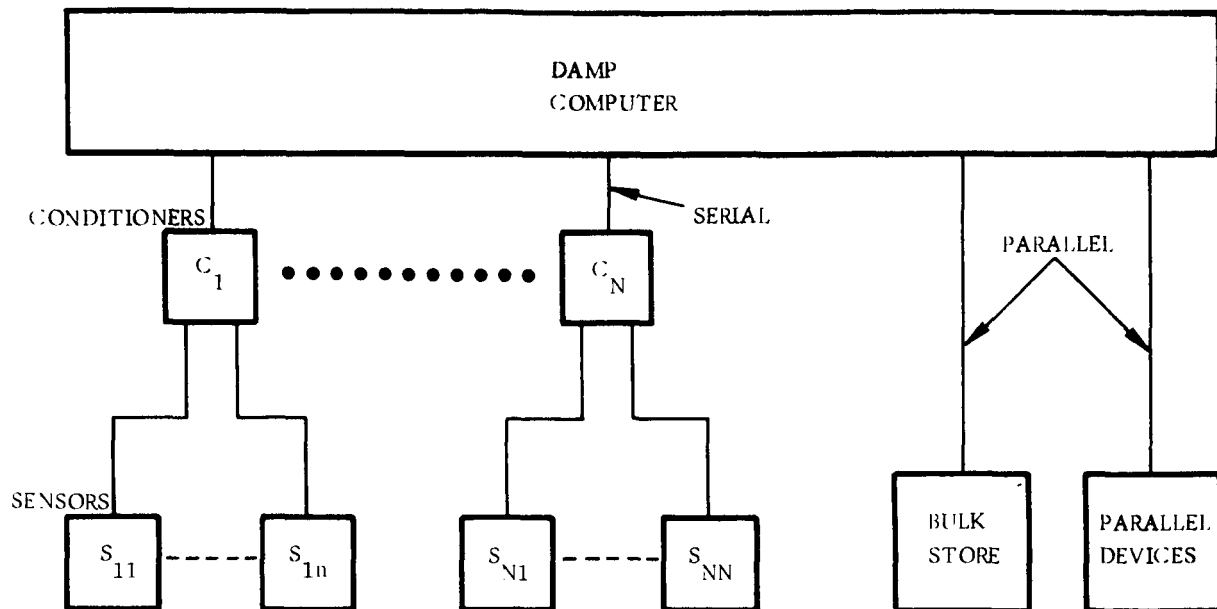 DAMP
COMPUTER
CONDITIONERS
SERIAL
PARALLEL
C1
CN
SENSORS
S11
S1n
SN1
SNN
BULK
STORE
PARALLEL
DEVICES